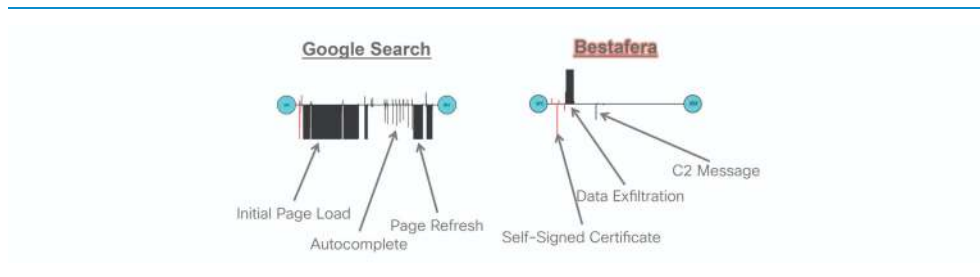 Google Search
Bestafera
C2 Message
Data Exfiltration
Initial Page Load
Page Refresh
Self-Signed Certificate
Autocomplete